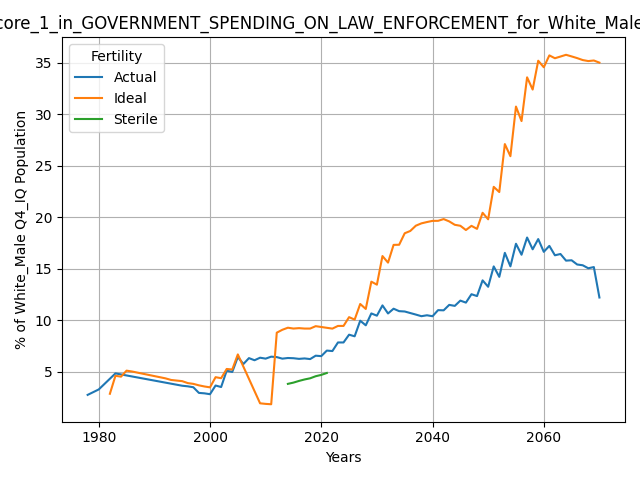 core_1_in_GOVERNMENT_SPENDING_ON_LAW_ENFORCEMENT_for_White_Male
Fertility
Actual
Ideal
Sterile
% of White_Male Q4_IQ Population
35
30
25
20
15
10
5
1980 2000 2020 2040 2060
Years